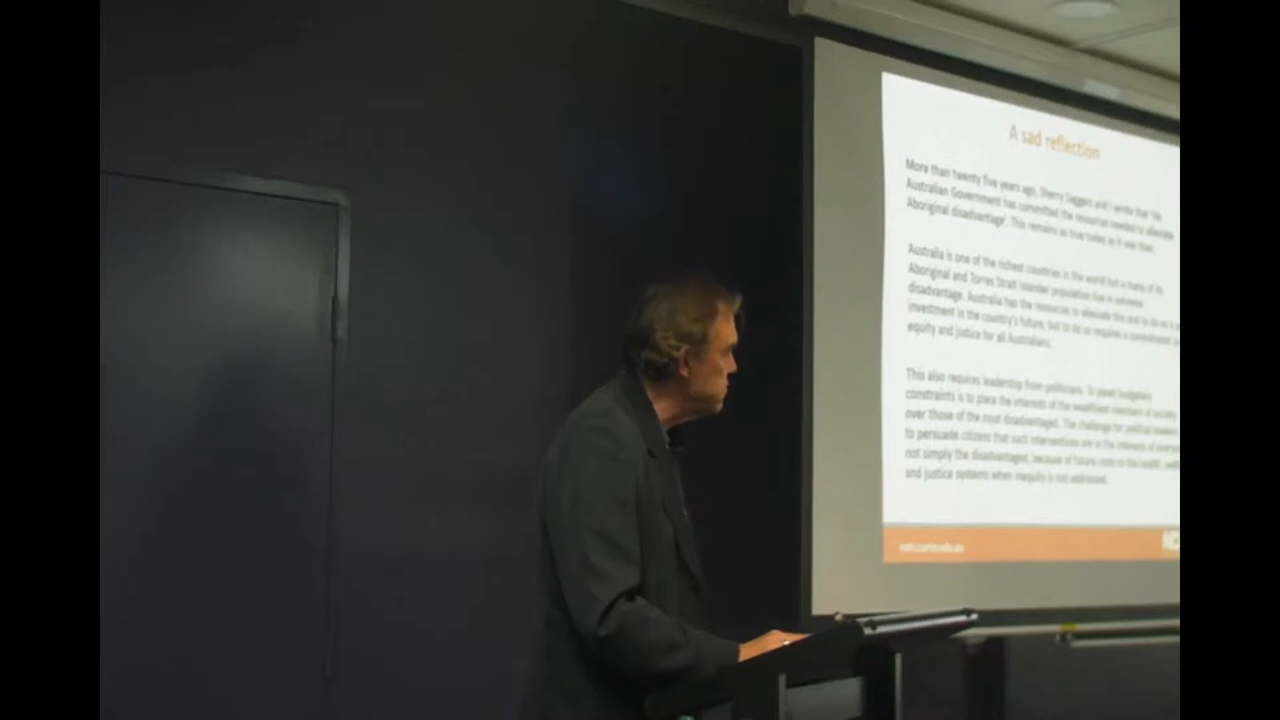 A sad reflection
More than twenty five years ago, Sherry Saggers and I wrote that 'No
Australian Government has committed the resources needed to alleviate
Aboriginal disadvantage'. This remains as true today as it was then.
Australia is one of the richest countries in the world but a many of its
Aboriginal and Torres Strait Islander population live in extreme
disadvantage. Australia has the resources to alleviate this and to do so is
investment in the country's future, but to do so requires a commitment
equity and justice for all Australians.
This also requires leadership from politicians. To plead budgetary
constraints is to place the interests of the wealthiest members of society
over those of the most disadvantaged. The challenge for political
to persuade citizens that such interventions are in the interests of
not simply the disadvantaged, because of future costs to the health,
and justice systems when inequity is not addressed.
ndri.curtin.edu.au